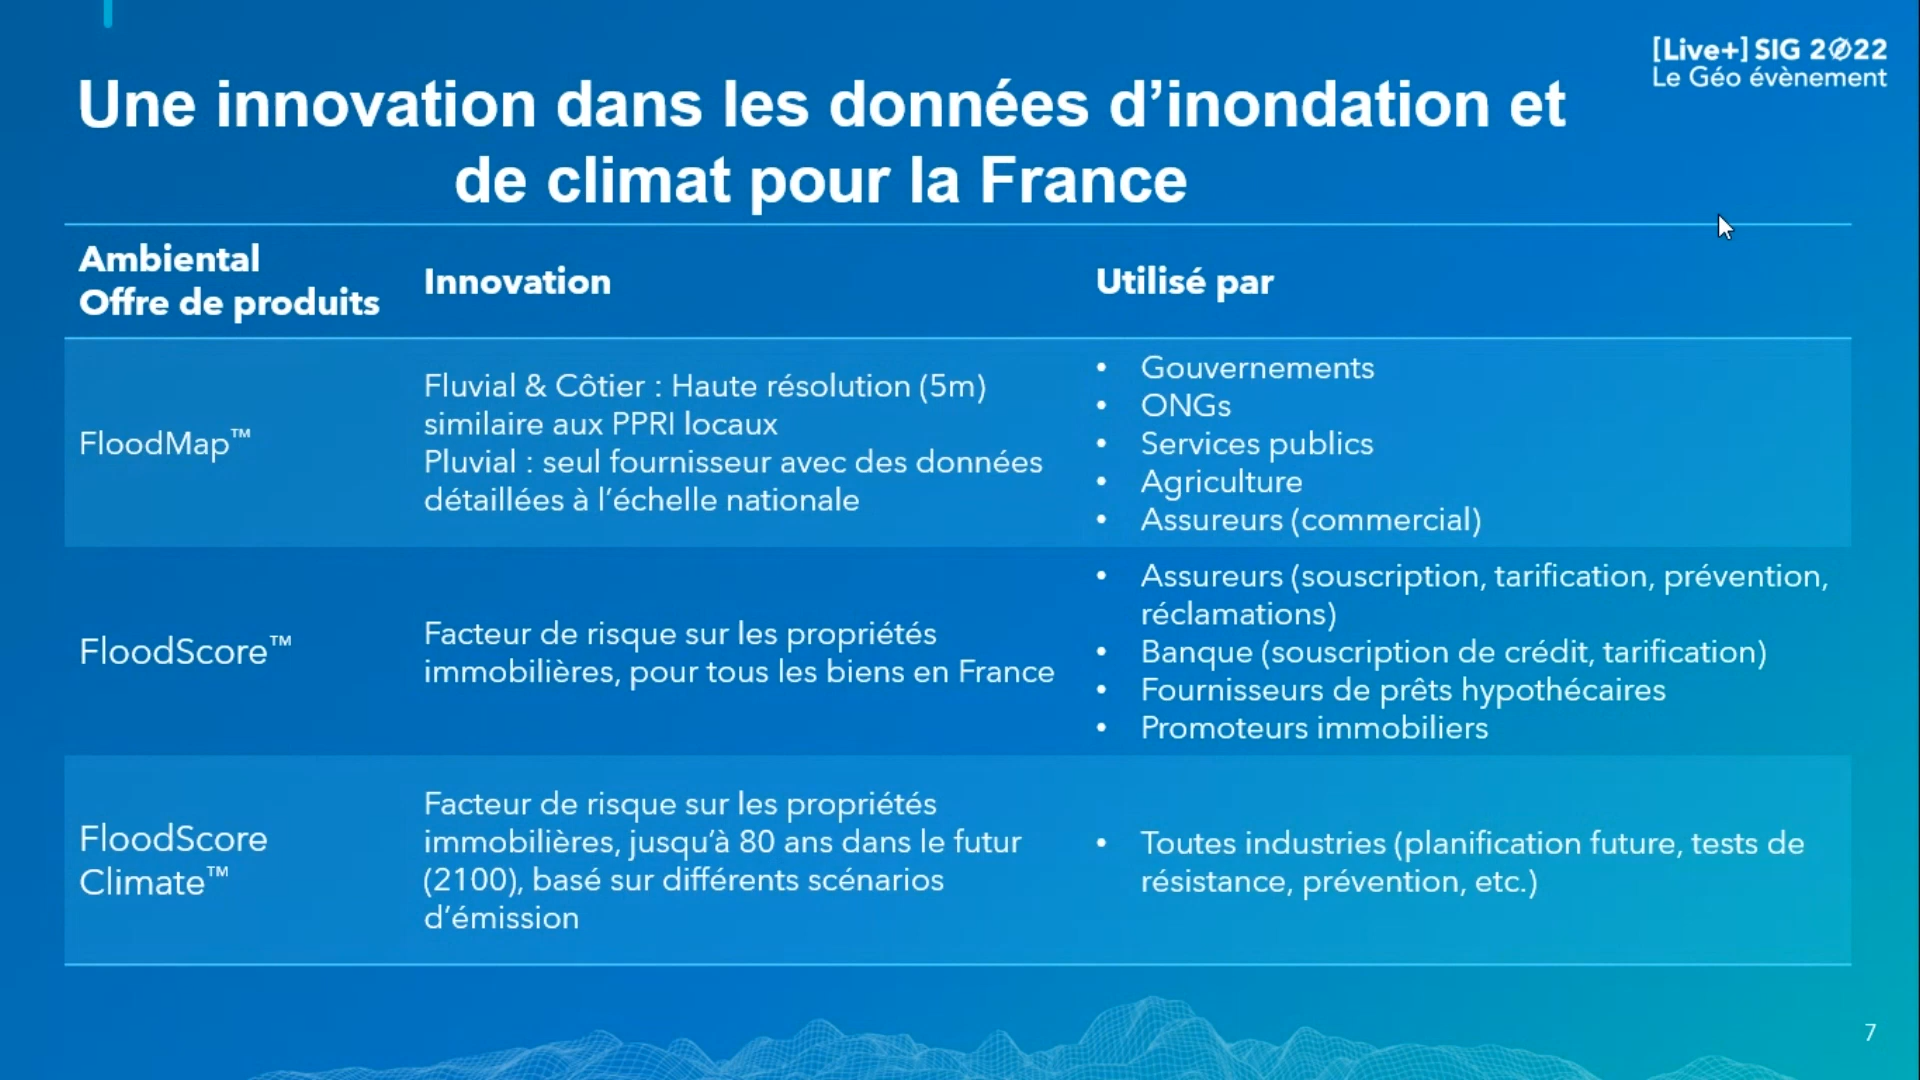 [Live+] SIG 2022
Le Géo évènement
Une innovation dans les données d’inondation et
de climat pour la France
Ambiental
Offre de produits
Innovation
Utilisé par
FloodMap™
Fluvial & Côtier : Haute résolution (5m)
similaire aux PPRI locaux
Pluvial : seul fournisseur avec des données
détaillées à l’échelle nationale
• Gouvernements
• ONGs
• Services publics
• Agriculture
• Assureurs (commercial)
FloodScore™
Facteur de risque sur les propriétés
immobilières, pour tous les biens en France
• Assureurs (souscription, tarification, prévention,
réclamations)
• Banque (souscription de crédit, tarification)
• Fournisseurs de prêts hypothécaires
• Promoteurs immobiliers
FloodScore
Climate™
Facteur de risque sur les propriétés
immobilières, jusqu’à 80 ans dans le futur
(2100), basé sur différents scénarios
d’émission
• Toutes industries (planification future, tests de
résistance, prévention, etc.)
7